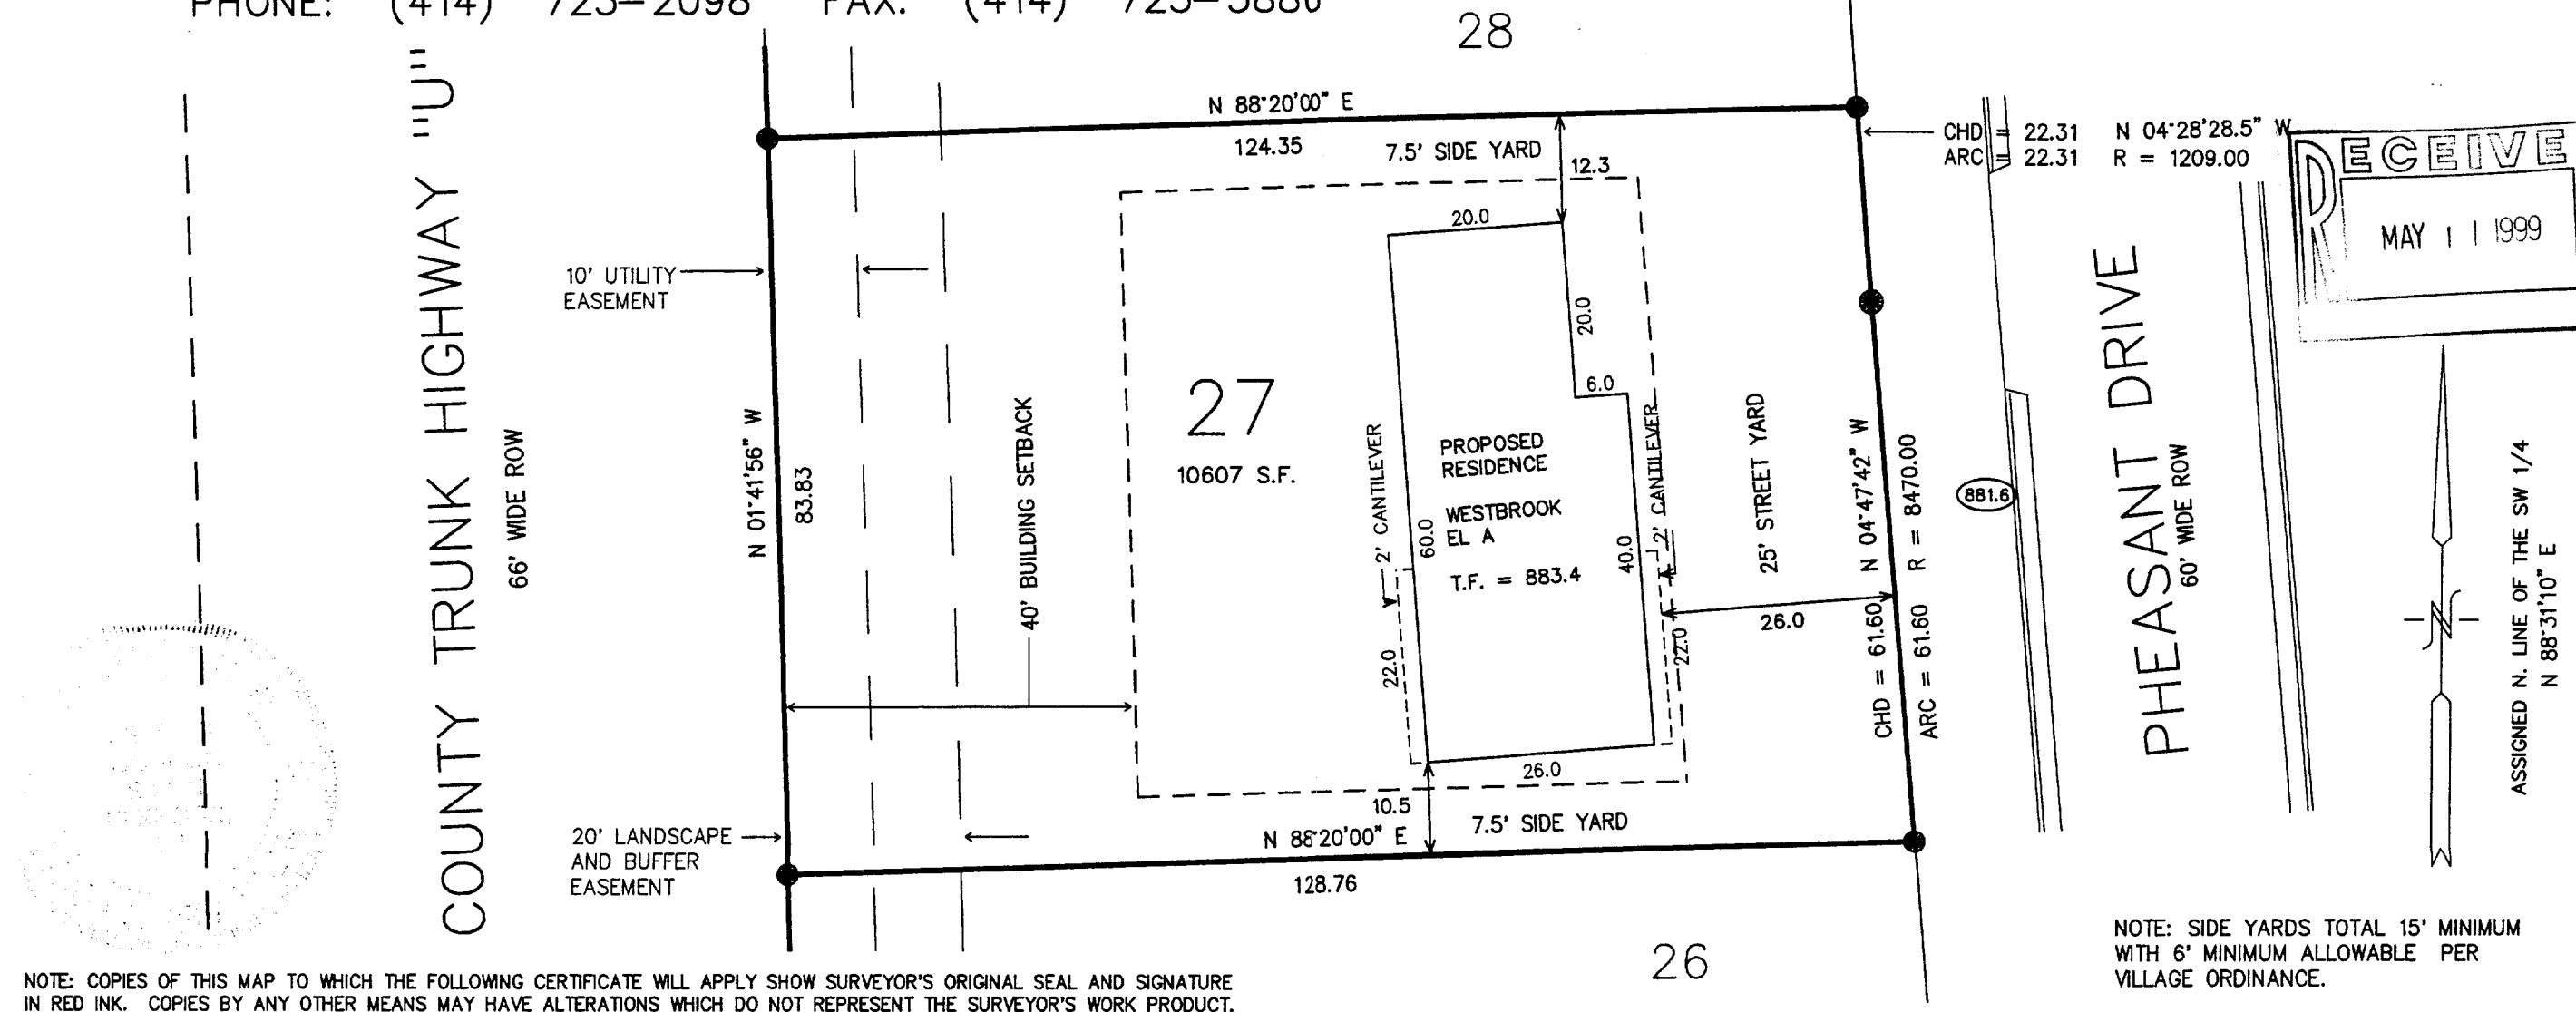 PHONE: (414) 723-2098 FAX: (414) 723-5886
28
COUNTY TRUNK HIGHWAY "U"
66' WIDE ROW
N 88°20'00" E
124.35
7.5' SIDE YARD
12.3
CHD = 22.31 N 04°28'28.5" W
ARC = 22.31 R = 1209.00
RECEIVE
MAY 11 1999
10' UTILITY
EASEMENT
20.0
20.0
6.0
27
10607 S.F.
N 01°41'56" W
83.83
40' BUILDING SETBACK
2' CANTILEVER
22.0
60.0
PROPOSED
RESIDENCE
WESTBROOK
EL A
T.F. = 883.4
40.0
2' CANTILEVER
22.0
25' STREET YARD
26.0
CHD = 61.60 N 04°47'42" W
ARC = 61.60 R = 8470.00
881.6
PHEASANT DRIVE
60' WIDE ROW
N
ASSIGNED N. LINE OF THE SW 1/4
N 88°31'10" E
26.0
10.5
7.5' SIDE YARD
N 88°20'00" E
128.76
20' LANDSCAPE
AND BUFFER
EASEMENT
26
NOTE: SIDE YARDS TOTAL 15' MINIMUM
WITH 6' MINIMUM ALLOWABLE PER
VILLAGE ORDINANCE.
NOTE: COPIES OF THIS MAP TO WHICH THE FOLLOWING CERTIFICATE WILL APPLY SHOW SURVEYOR'S ORIGINAL SEAL AND SIGNATURE
IN RED INK. COPIES BY ANY OTHER MEANS MAY HAVE ALTERATIONS WHICH DO NOT REPRESENT THE SURVEYOR'S WORK PRODUCT.